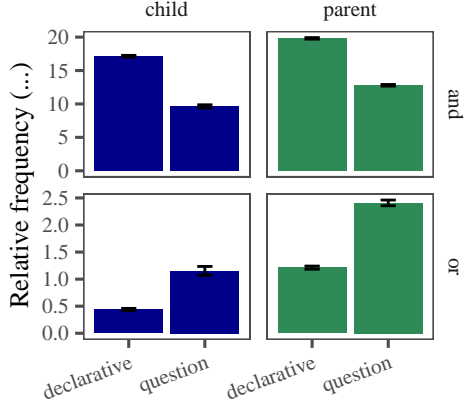 child parent
Relative frequency (...)
20
15
10
5
0
and
2.5
2.0
1.5
1.0
0.5
0.0
or
declarative question declarative question